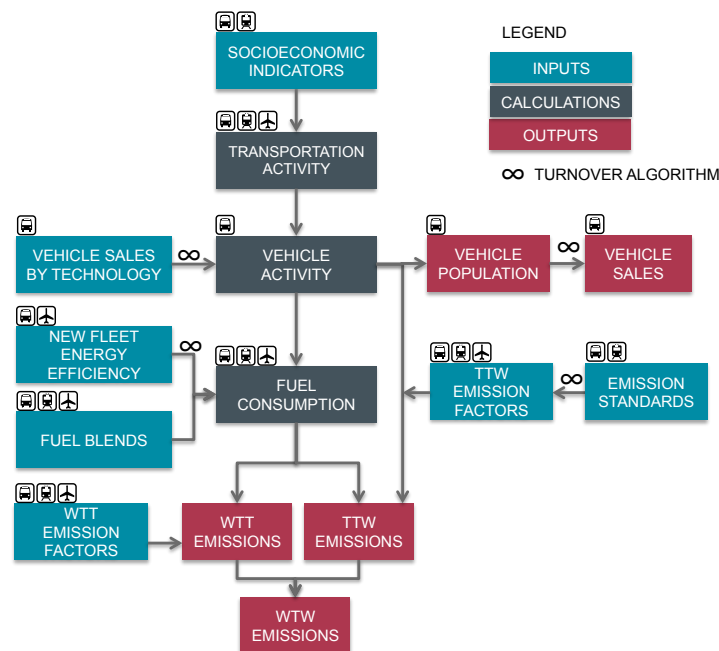 SOCIOECONOMIC
INDICATORS
LEGEND
INPUTS
CALCULATIONS
OUTPUTS
∞ TURNOVER ALGORITHM
TRANSPORTATION
ACTIVITY
VEHICLE SALES
BY TECHNOLOGY
∞
VEHICLE
ACTIVITY
VEHICLE
POPULATION
∞
VEHICLE
SALES
NEW FLEET
ENERGY
EFFICIENCY
∞
FUEL
CONSUMPTION
TTW
EMISSION
FACTORS
∞
EMISSION
STANDARDS
FUEL BLENDS
WTT
EMISSION
FACTORS
WTT
EMISSIONS
TTW
EMISSIONS
WTW
EMISSIONS